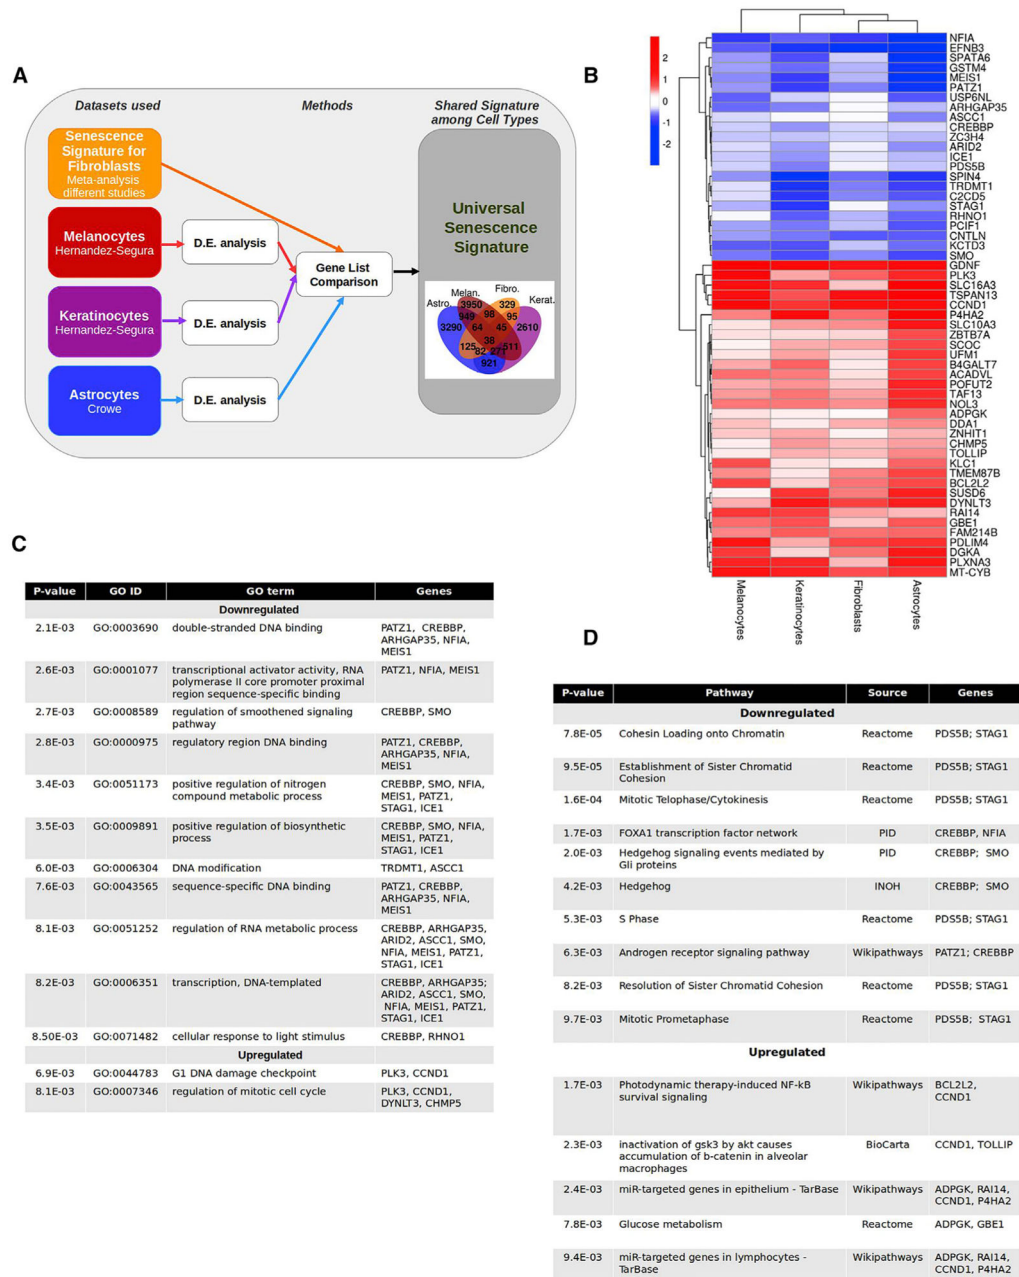 A
Datasets used
Methods
Shared Signature
among Cell Types
Senescence
Signature for
Fibroblasts
Meta-analysis
different studies
Melanocytes
Hernandez-Segura
D.E. analysis
Keratinocytes
Hernandez-Segura
D.E. analysis
Astrocytes
Crowe
D.E. analysis
Gene List
Comparison
Universal
Senescence
Signature
Melan.
Fibro.
Astro.
Kerat.
3950
329
949
98
95
3290
64
45
2610
38
125
511
82
271
921
B
2
1
0
-1
-2
NFIA
EFNB3
SPATA6
GSTM4
MEIS1
PATZ1
USP6NL
ARHGAP35
ASCC1
CREBBP
ZC3H4
ARID2
ICE1
PDS5B
SPIN4
TRDMT1
C2CD5
STAG1
RHNO1
PCIF1
CNTLN
KCTD3
SMO
GDNF
PLK3
SLC16A3
TSPAN13
CCND1
P4HA2
SLC10A3
ZBTB7A
SCOC
UFM1
B4GALT7
ACADVL
POFUT2
TAF13
NOL3
ADPGK
DDA1
ZNHIT1
CHMP5
TOLLIP
KLC1
TMEM87B
BCL2L2
SUSD6
DYNLT3
RAI14
GBE1
FAM214B
PDLIM4
DGKA
PLXNA3
MT-CYB
Melanocytes
Keratinocytes
Fibroblasts
Astrocytes
C
P-value GO ID GO term Genes
Downregulated
2.1E-03 GO:0003690 double-stranded DNA binding PATZ1, CREBBP,
ARHGAP35, NFIA,
MEIS1
2.6E-03 GO:0001077 transcriptional activator activity, RNA PATZ1, NFIA, MEIS1
polymerase II core promoter proximal
region sequence-specific binding
2.7E-03 GO:0008589 regulation of smoothened signaling CREBBP, SMO
pathway
2.8E-03 GO:0000975 regulatory region DNA binding PATZ1, CREBBP,
ARHGAP35, NFIA,
MEIS1
3.4E-03 GO:0051173 positive regulation of nitrogen CREBBP, SMO, NFIA,
compound metabolic process MEIS1, PATZ1,
STAG1, ICE1
3.5E-03 GO:0009891 positive regulation of biosynthetic CREBBP, SMO, NFIA,
process MEIS1, PATZ1,
STAG1, ICE1
6.0E-03 GO:0006304 DNA modification TRDMT1, ASCC1
7.6E-03 GO:0043565 sequence-specific DNA binding PATZ1, CREBBP,
ARHGAP35, NFIA,
MEIS1
8.1E-03 GO:0051252 regulation of RNA metabolic process CREBBP, ARHGAP35,
ARID2, ASCC1, SMO,
NFIA, MEIS1, PATZ1,
STAG1, ICE1
8.2E-03 GO:0006351 transcription, DNA-templated CREBBP, ARHGAP35;
ARID2, ASCC1, SMO,
NFIA, MEIS1, PATZ1,
STAG1, ICE1
8.50E-03 GO:0071482 cellular response to light stimulus CREBBP, RHNO1
Upregulated
6.9E-03 GO:0044783 G1 DNA damage checkpoint PLK3, CCND1
8.1E-03 GO:0007346 regulation of mitotic cell cycle PLK3, CCND1,
DYNLT3, CHMP5
D
P-value Pathway Source Genes
Downregulated
7.8E-05 Cohesin Loading onto Chromatin Reactome PDS5B; STAG1
9.5E-05 Establishment of Sister Chromatid Reactome PDS5B; STAG1
Cohesion
1.6E-04 Mitotic Telophase/Cytokinesis Reactome PDS5B; STAG1
1.7E-03 FOXA1 transcription factor network PID CREBBP, NFIA
2.0E-03 Hedgehog signaling events mediated by PID CREBBP; SMO
Gli proteins
4.2E-03 Hedgehog INOH CREBBP; SMO
5.3E-03 S Phase Reactome PDS5B; STAG1
6.3E-03 Androgen receptor signaling pathway Wikipathways PATZ1; CREBBP
8.2E-03 Resolution of Sister Chromatid Cohesion Reactome PDS5B; STAG1
9.7E-03 Mitotic Prometaphase Reactome PDS5B; STAG1
Upregulated
1.7E-03 Photodynamic therapy-induced NF-kB Wikipathways BCL2L2,
survival signaling CCND1
2.3E-03 inactivation of gsk3 by akt causes BioCarta CCND1, TOLLIP
accumulation of b-catenin in alveolar
macrophages
2.4E-03 miR-targeted genes in epithelium - TarBase Wikipathways ADPGK, RAI14,
CCND1, P4HA2
7.8E-03 Glucose metabolism Reactome ADPGK, GBE1
9.4E-03 miR-targeted genes in lymphocytes - Wikipathways ADPGK, RAI14,
TarBase CCND1, P4HA2